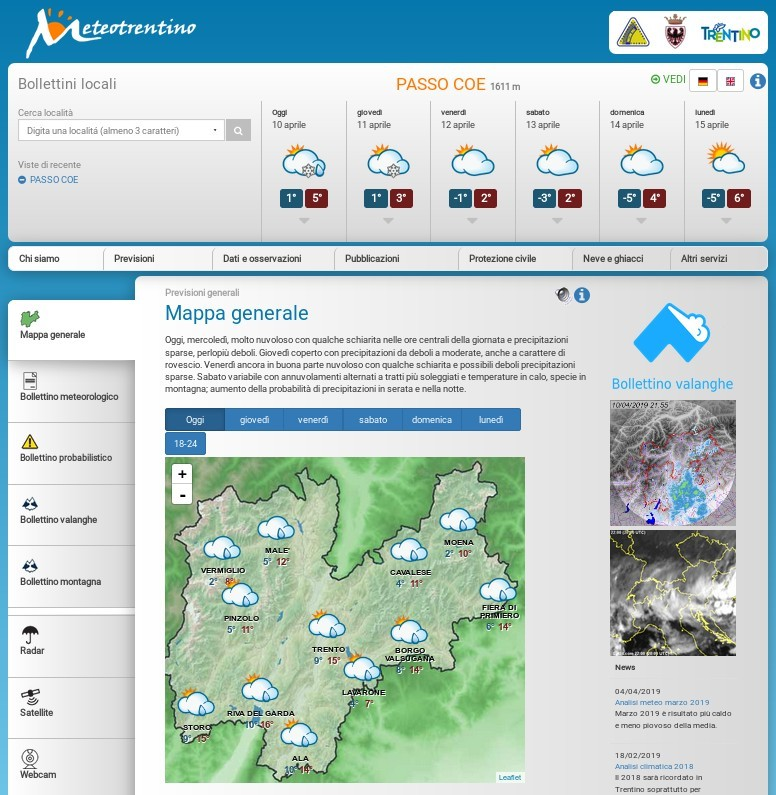 Meteotrentino
TRENTINO
Bollettini locali
PASSO COE 1611 m
VEDI
Cerca località
Digita una località (almeno 3 caratteri)
Viste di recente
PASSO COE
Oggi
10 aprile
1° 5°
giovedì
11 aprile
1° 3°
venerdì
12 aprile
-1° 2°
sabato
13 aprile
-3° 2°
domenica
14 aprile
-5° 4°
lunedì
15 aprile
-5° 6°
Chi siamo
Previsioni
Dati e osservazioni
Pubblicazioni
Protezione civile
Neve e ghiacci
Altri servizi
Mappa generale
Bollettino meteorologico
Bollettino probabilistico
Bollettino valanghe
Bollettino montagna
Radar
Satellite
Webcam
Previsioni generali
Mappa generale
Oggi, mercoledì, molto nuvoloso con qualche schiarita nelle ore centrali della giornata e precipitazioni
sparse, perlopiù deboli. Giovedì coperto con precipitazioni da deboli a moderate, anche a carattere di
rovescio. Venerdì ancora in buona parte nuvoloso con qualche schiarita e possibili deboli precipitazioni
sparse. Sabato variabile con annuvolamenti alternati a tratti più soleggiati e temperature in calo, specie in
montagna; aumento della probabilità di precipitazioni in serata e nella notte.
Oggi
giovedì
venerdì
sabato
domenica
lunedì
18-24
+
-
MOENA
2° 10°
MALE'
5° 12°
CAVALESE
4° 11°
VERMIGLIO
2° 8°
FIERA DI
PRIMIERO
6° 14°
PINZOLO
5° 11°
TRENTO
9° 15°
BORGO
VALSUGANA
8° 14°
LAVARONE
7°
RIVA DEL GARDA
10° 16°
STORO
9° 15°
ALA
10° 14°
Leaflet
Bollettino valanghe
10/04/2019 21.55
News
04/04/2019
Analisi meteo marzo 2019
Marzo 2019 è risultato più caldo
e meno piovoso della media.
18/02/2019
Analisi climatica 2018
Il 2018 sarà ricordato in
Trentino soprattutto per